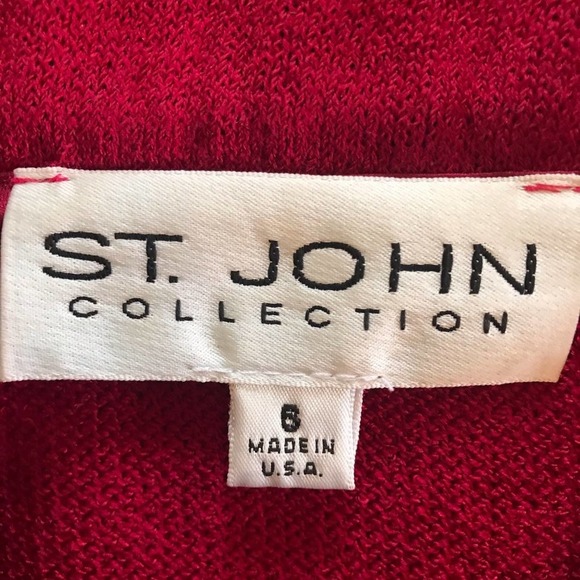 ST. JOHN
COLLECTION
6
MADE IN
U.S.A.